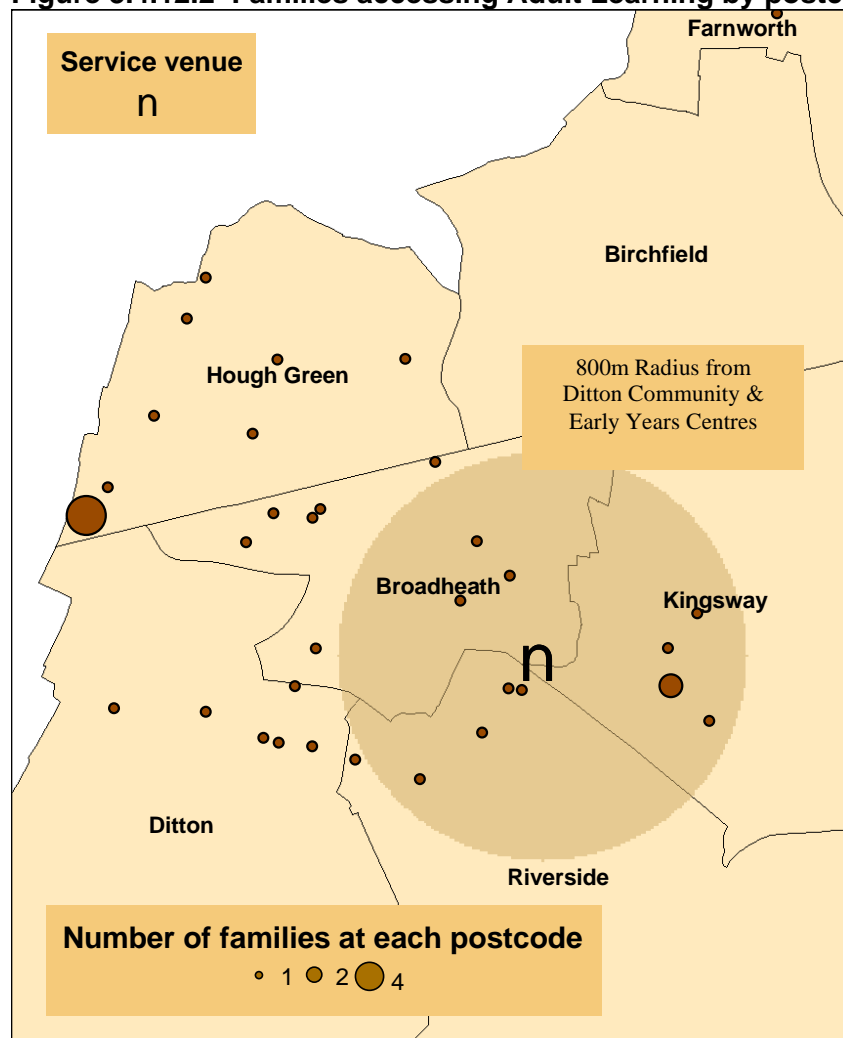 Farnworth
Service venue
n
Birchfield
800m Radius from
Ditton Community &
Early Years Centres
Hough Green
Broadheath
Kingsway
n
Ditton
Riverside
Number of families at each postcode
1 2 4